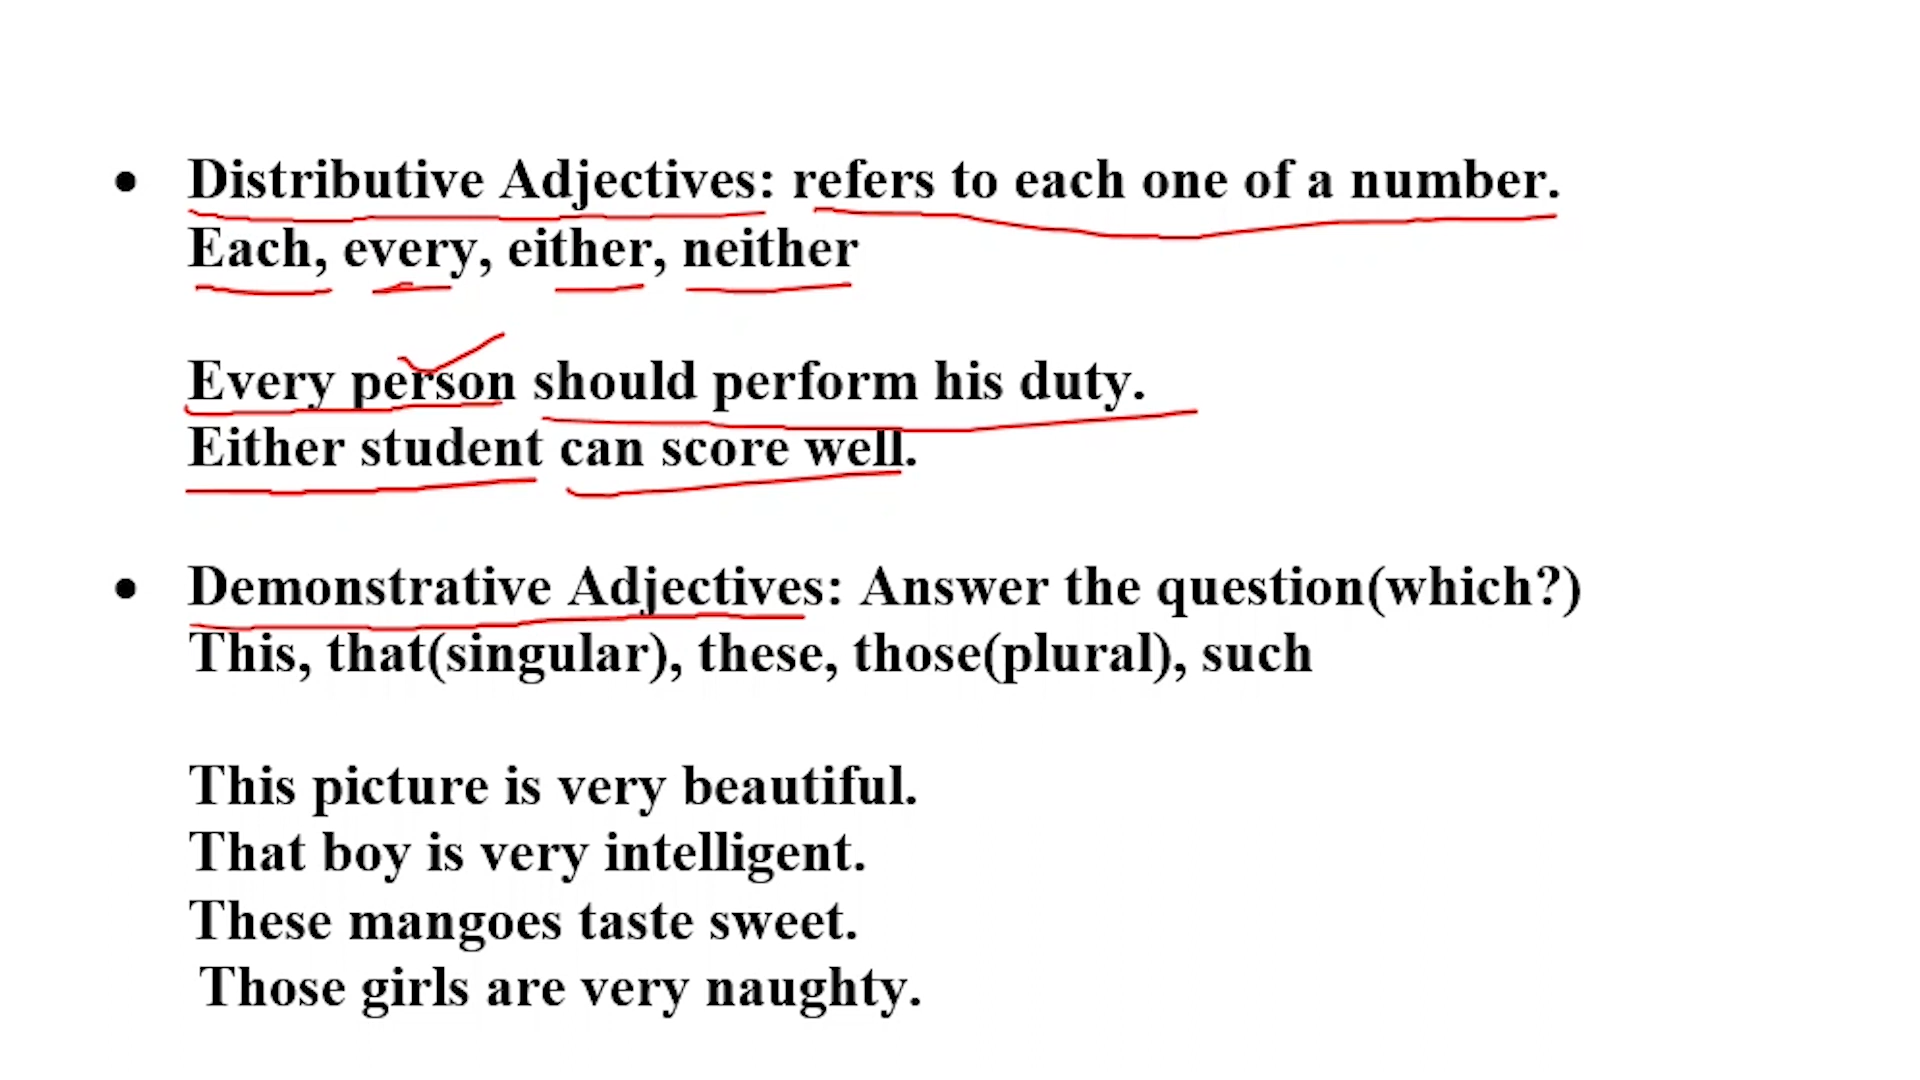 • Distributive Adjectives: refers to each one of a number.
Each, every, either, neither
Every person should perform his duty.
Either student can score well.
• Demonstrative Adjectives: Answer the question(which?)
This, that(singular), these, those(plural), such
This picture is very beautiful.
That boy is very intelligent.
These mangoes taste sweet.
Those girls are very naughty.